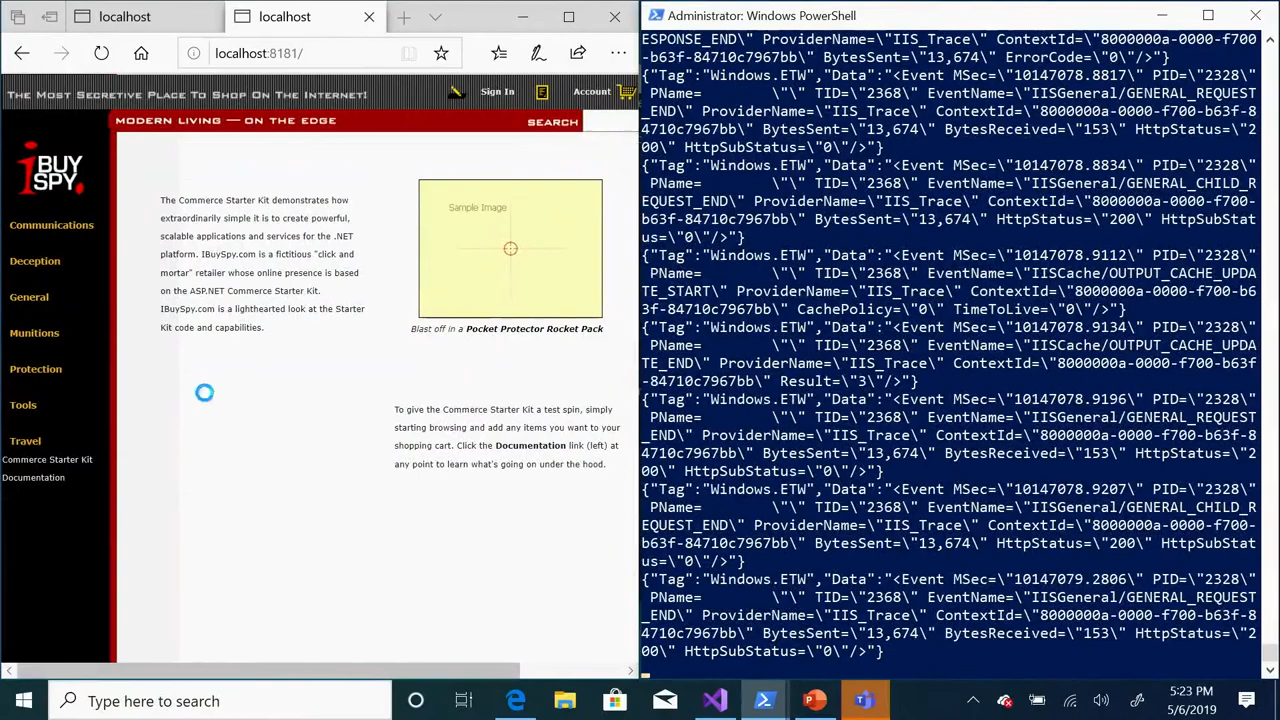 localhost
localhost
localhost:8181/
THE MOST SECRETIVE PLACE TO SHOP ON THE INTERNET!
Sign In
Account
MODERN LIVING — ON THE EDGE
SEARCH
iBUY
SPY
Communications
Deception
General
Munitions
Protection
Tools
Travel
Commerce Starter Kit
Documentation
The Commerce Starter Kit demonstrates how
extraordinarily simple it is to create powerful,
scalable applications and services for the .NET
platform. IBuySpy.com is a fictitious "click and
mortar" retailer whose online presence is based
on the ASP.NET Commerce Starter Kit.
IBuySpy.com is a lighthearted look at the Starter
Kit code and capabilities.
Sample Image
Blast off in a Pocket Protector Rocket Pack
To give the Commerce Starter Kit a test spin, simply
starting browsing and add any items you want to your
shopping cart. Click the Documentation link (left) at
any point to learn what's going on under the hood.
Administrator: Windows PowerShell
ESPONSE_END\" ProviderName=\"IIS_Trace\" ContextId=\"8000000a-0000-f700
-b63f-84710c7967bb\" BytesSent=\"13,674\" ErrorCode=\"0\"/>"}
{"Tag":"Windows.ETW","Data":"<Event MSec=\"10147078.8817\" PID=\"2328\"
 PName=        \"\" TID=\"2368\" EventName=\"IISGeneral/GENERAL_REQUEST
_END\" ProviderName=\"IIS_Trace\" ContextId=\"8000000a-0000-f700-b63f-8
4710c7967bb\" BytesSent=\"13,674\" BytesReceived=\"153\" HttpStatus=\"2
00\" HttpSubStatus=\"0\"/>"}
{"Tag":"Windows.ETW","Data":"<Event MSec=\"10147078.8834\" PID=\"2328\"
 PName=        \"\" TID=\"2368\" EventName=\"IISGeneral/GENERAL_CHILD_R
EQUEST_END\" ProviderName=\"IIS_Trace\" ContextId=\"8000000a-0000-f700-
b63f-84710c7967bb\" BytesSent=\"13,674\" HttpStatus=\"200\" HttpSubStat
us=\"0\"/>"}
{"Tag":"Windows.ETW","Data":"<Event MSec=\"10147078.9112\" PID=\"2328\"
 PName=        \"\" TID=\"2368\" EventName=\"IISCache/OUTPUT_CACHE_UPDA
TE_START\" ProviderName=\"IIS_Trace\" ContextId=\"8000000a-0000-f700-b6
3f-84710c7967bb\" CachePolicy=\"0\" TimeToLive=\"0\"/>"}
{"Tag":"Windows.ETW","Data":"<Event MSec=\"10147078.9134\" PID=\"2328\"
 PName=        \"\" TID=\"2368\" EventName=\"IISCache/OUTPUT_CACHE_UPDA
TE_END\" ProviderName=\"IIS_Trace\" ContextId=\"8000000a-0000-f700-b63f
-84710c7967bb\" Result=\"3\"/>"}
{"Tag":"Windows.ETW","Data":"<Event MSec=\"10147078.9196\" PID=\"2328\"
 PName=        \"\" TID=\"2368\" EventName=\"IISGeneral/GENERAL_REQUEST
_END\" ProviderName=\"IIS_Trace\" ContextId=\"8000000a-0000-f700-b63f-8
4710c7967bb\" BytesSent=\"13,674\" BytesReceived=\"153\" HttpStatus=\"2
00\" HttpSubStatus=\"0\"/>"}
{"Tag":"Windows.ETW","Data":"<Event MSec=\"10147078.9207\" PID=\"2328\"
 PName=        \"\" TID=\"2368\" EventName=\"IISGeneral/GENERAL_CHILD_R
EQUEST_END\" ProviderName=\"IIS_Trace\" ContextId=\"8000000a-0000-f700-
b63f-84710c7967bb\" BytesSent=\"13,674\" HttpStatus=\"200\" HttpSubStat
us=\"0\"/>"}
{"Tag":"Windows.ETW","Data":"<Event MSec=\"10147079.2806\" PID=\"2328\"
 PName=        \"\" TID=\"2368\" EventName=\"IISGeneral/GENERAL_REQUEST
_END\" ProviderName=\"IIS_Trace\" ContextId=\"8000000a-0000-f700-b63f-8
4710c7967bb\" BytesSent=\"13,674\" BytesReceived=\"153\" HttpStatus=\"2
00\" HttpSubStatus=\"0\"/>"}
Type here to search
5:23 PM
5/6/2019